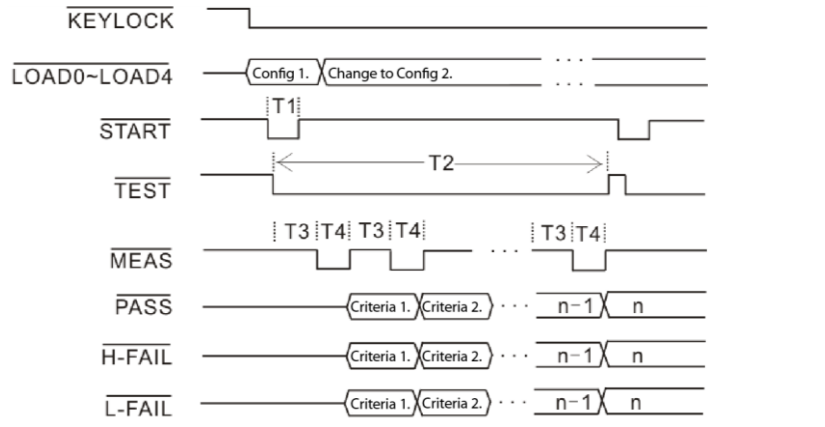 KEYLOCK
LOAD0~LOAD4 Config 1. Change to Config 2. ...
...
T1
START
T2
TEST
T3 T4 T3 T4 T3 T4
MEAS ...
PASS Criteria 1. Criteria 2. ... n-1 n
H-FAIL Criteria 1. Criteria 2. ... n-1 n
L-FAIL Criteria 1. Criteria 2. ... n-1 n